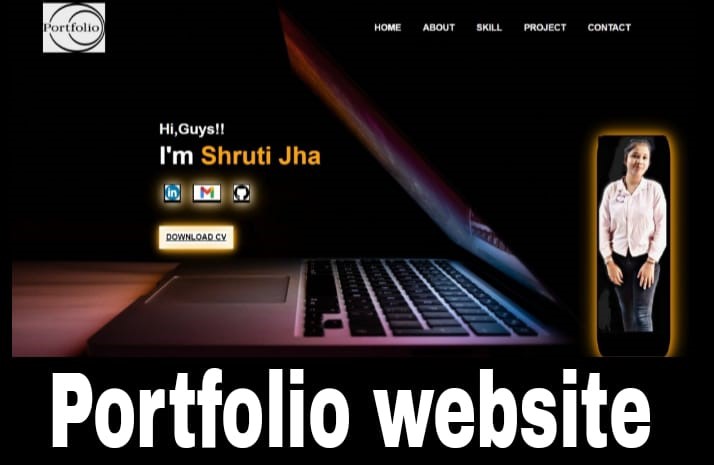 Portfolio
HOME ABOUT SKILL PROJECT CONTACT
Hi,Guys!!
I'm Shruti Jha
in
DOWNLOAD CV
Portfolio website